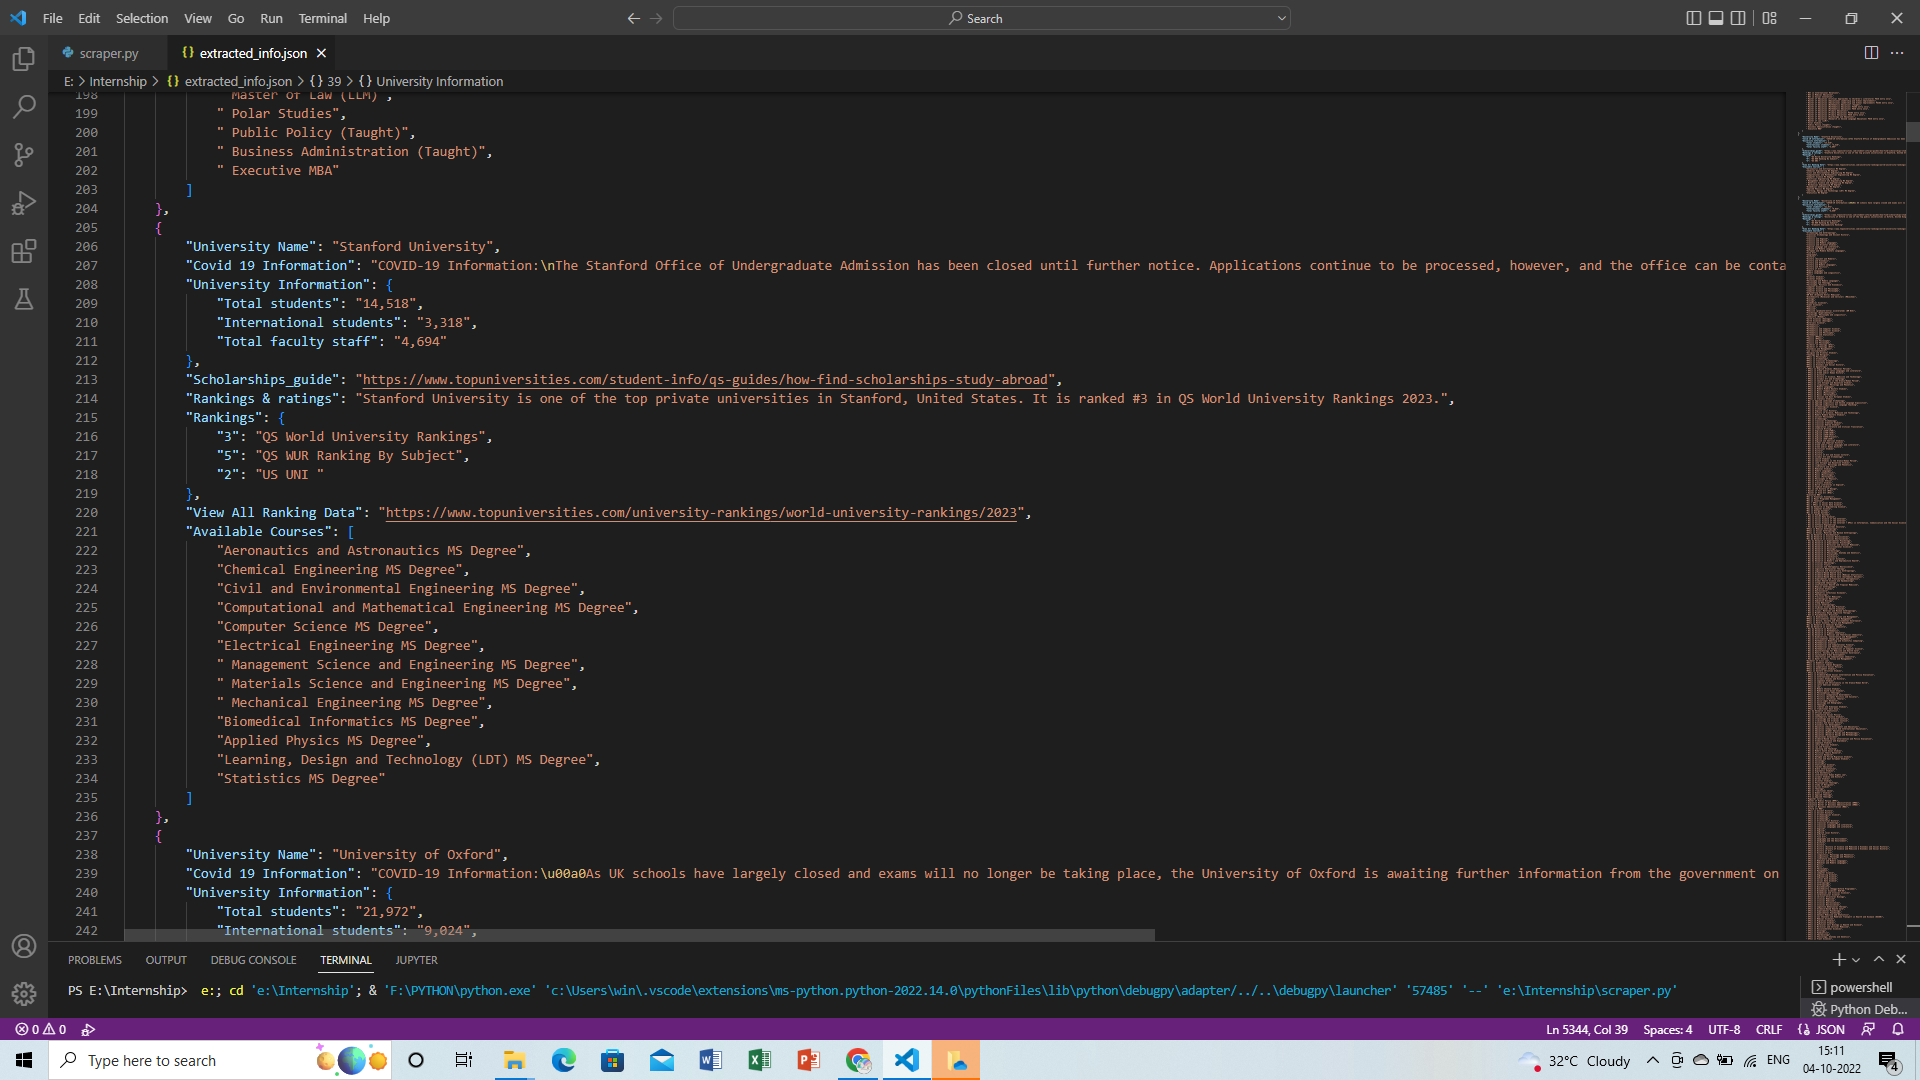 File Edit Selection View Go Run Terminal Help
Search
scraper.py
{} extracted_info.json
E: > Internship > {} extracted_info.json > {} 39 > {} University Information
198 "Master of Law (LLM)",
199 " Polar Studies",
200 " Public Policy (Taught)",
201 " Business Administration (Taught)",
202 " Executive MBA"
203 ]
204 },
205 {
206 "University Name": "Stanford University",
207 "Covid 19 Information": "COVID-19 Information:\nThe Stanford Office of Undergraduate Admission has been closed until further notice. Applications continue to be processed, however, and the office can be conta
208 "University Information": {
209 "Total students": "14,518",
210 "International students": "3,318",
211 "Total faculty staff": "4,694"
212 },
213 "Scholarships_guide": "https://www.topuniversities.com/student-info/qs-guides/how-find-scholarships-study-abroad",
214 "Rankings & ratings": "Stanford University is one of the top private universities in Stanford, United States. It is ranked #3 in QS World University Rankings 2023.",
215 "Rankings": {
216 "3": "QS World University Rankings",
217 "5": "QS WUR Ranking By Subject",
218 "2": "US UNI "
219 },
220 "View All Ranking Data": "https://www.topuniversities.com/university-rankings/world-university-rankings/2023",
221 "Available Courses": [
222 "Aeronautics and Astronautics MS Degree",
223 "Chemical Engineering MS Degree",
224 "Civil and Environmental Engineering MS Degree",
225 "Computational and Mathematical Engineering MS Degree",
226 "Computer Science MS Degree",
227 "Electrical Engineering MS Degree",
228 " Management Science and Engineering MS Degree",
229 " Materials Science and Engineering MS Degree",
230 " Mechanical Engineering MS Degree",
231 "Biomedical Informatics MS Degree",
232 "Applied Physics MS Degree",
233 "Learning, Design and Technology (LDT) MS Degree",
234 "Statistics MS Degree"
235 ]
236 },
237 {
238 "University Name": "University of Oxford",
239 "Covid 19 Information": "COVID-19 Information:\u00a0As UK schools have largely closed and exams will no longer be taking place, the University of Oxford is awaiting further information from the government on
240 "University Information": {
241 "Total students": "21,972",
242 "International students": "9,024",
PROBLEMS OUTPUT DEBUG CONSOLE TERMINAL JUPYTER
PS E:\Internship> e:; cd 'e:\Internship'; & 'F:\PYTHON\python.exe' 'c:\Users\win\.vscode\extensions\ms-python.python-2022.14.0\pythonFiles\lib\python\debugpy\adapter/../..\debugpy\launcher' '57485' '--' 'e:\Internship\scraper.py'
powershell
Python Deb...
0 0 Ln 5344, Col 39 Spaces: 4 UTF-8 CRLF {} JSON
Type here to search
32°C Cloudy ENG 15:11
04-10-2022 4